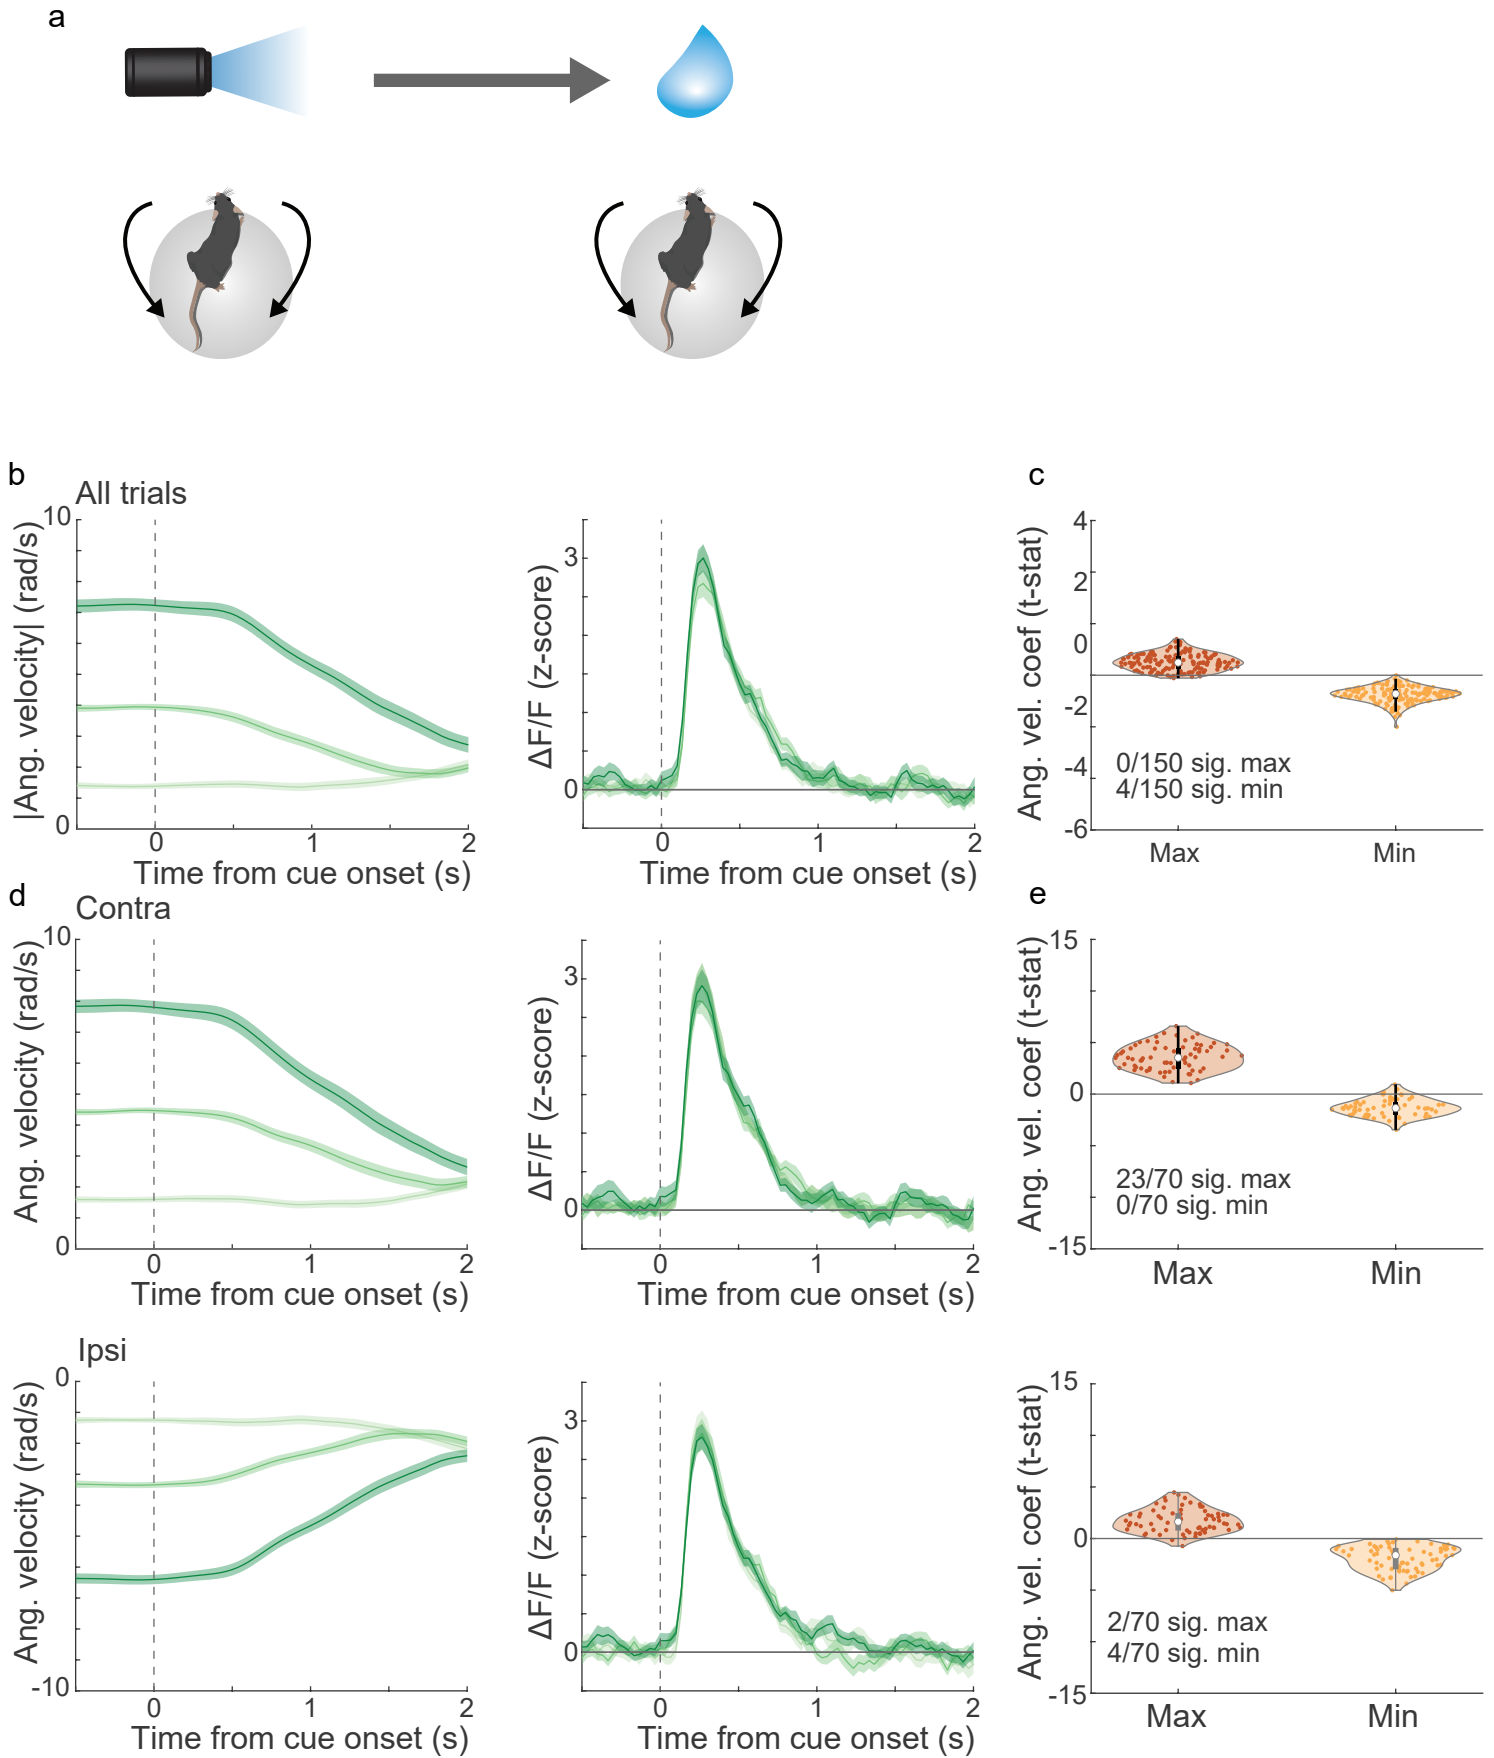 a
b
All trials
10
0
|Ang. velocity| (rad/s)
0
1
2
Time from cue onset (s)
3
0
ΔF/F (z-score)
0
1
2
Time from cue onset (s)
c
4
2
0
-2
-4
-6
Ang. vel. coef (t-stat)
0/150 sig. max
4/150 sig. min
Max
Min
d
Contra
10
0
Ang. velocity (rad/s)
0
1
2
Time from cue onset (s)
3
0
ΔF/F (z-score)
0
1
2
Time from cue onset (s)
e
15
0
-15
Ang. vel. coef (t-stat)
23/70 sig. max
0/70 sig. min
Max
Min
Ipsi
0
-10
Ang. velocity (rad/s)
0
1
2
Time from cue onset (s)
3
0
ΔF/F (z-score)
0
1
2
Time from cue onset (s)
15
0
-15
Ang. vel. coef (t-stat)
2/70 sig. max
4/70 sig. min
Max
Min